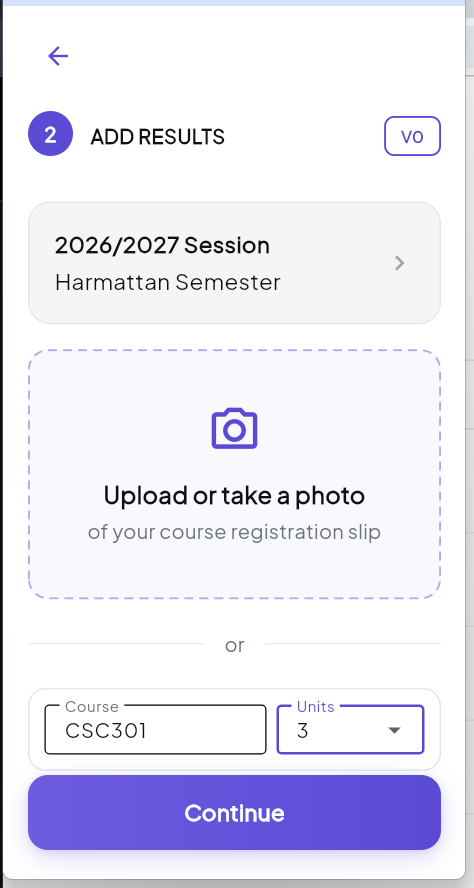 2
ADD RESULTS
V0
2026/2027 Session
Harmattan Semester
Upload or take a photo
of your course registration slip
or
Course
CSC301
Units
3
Continue